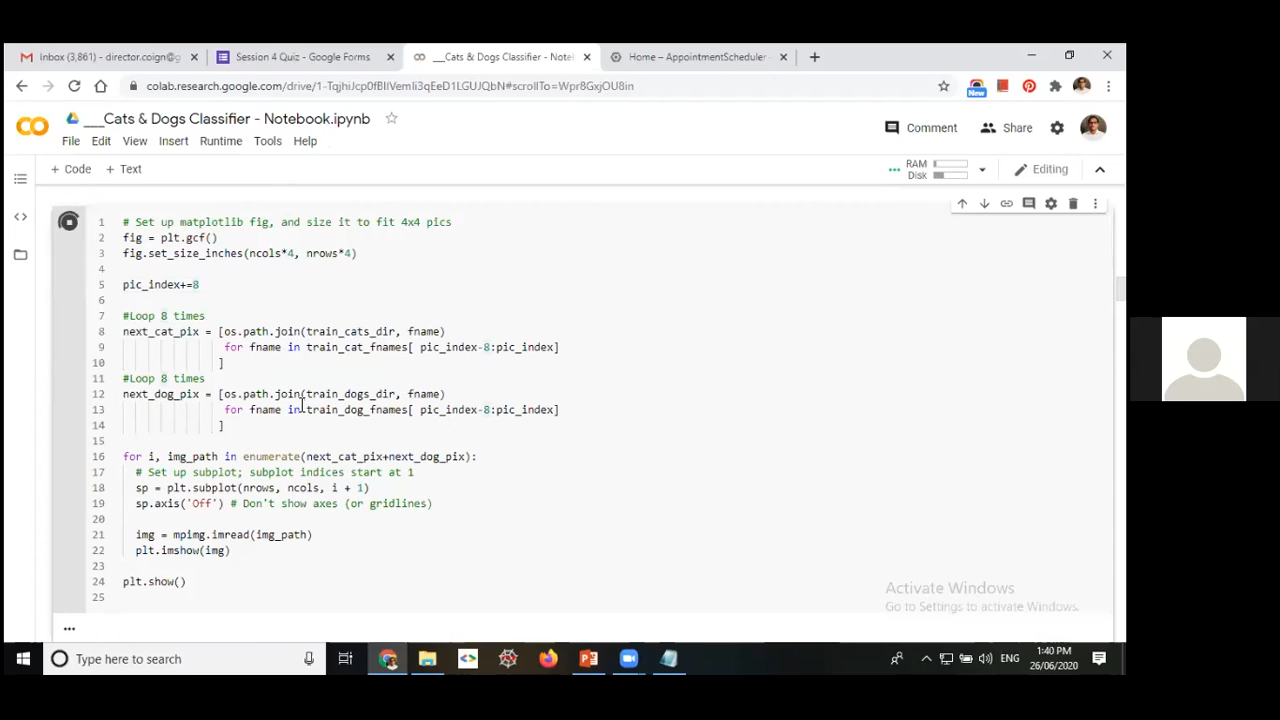 Inbox (3,861) - director.coign@g
Session 4 Quiz - Google Forms
__Cats & Dogs Classifier - Noteb
Home – AppointmentScheduler -
colab.research.google.com/drive/1-TqjhiJcp0fBIlVemIi3qEeD1LGUJQbN#scrollTo=Wpr8GxjOU8in
New
___Cats & Dogs Classifier - Notebook.ipynb
File Edit View Insert Runtime Tools Help
Comment
Share
+ Code + Text
RAM
Disk
Editing
1 # Set up matplotlib fig, and size it to fit 4x4 pics
2 fig = plt.gcf()
3 fig.set_size_inches(ncols*4, nrows*4)
4
5 pic_index+=8
6
7 #Loop 8 times
8 next_cat_pix = [os.path.join(train_cats_dir, fname)
9 for fname in train_cat_fnames[ pic_index-8:pic_index]
10 ]
11 #Loop 8 times
12 next_dog_pix = [os.path.join(train_dogs_dir, fname)
13 for fname in train_dog_fnames[ pic_index-8:pic_index]
14 ]
15
16 for i, img_path in enumerate(next_cat_pix+next_dog_pix):
17 # Set up subplot; subplot indices start at 1
18 sp = plt.subplot(nrows, ncols, i + 1)
19 sp.axis('Off') # Don't show axes (or gridlines)
20
21 img = mpimg.imread(img_path)
22 plt.imshow(img)
23
24 plt.show()
25
Activate Windows
Go to Settings to activate Windows.
Type here to search
ENG
1:40 PM
26/06/2020